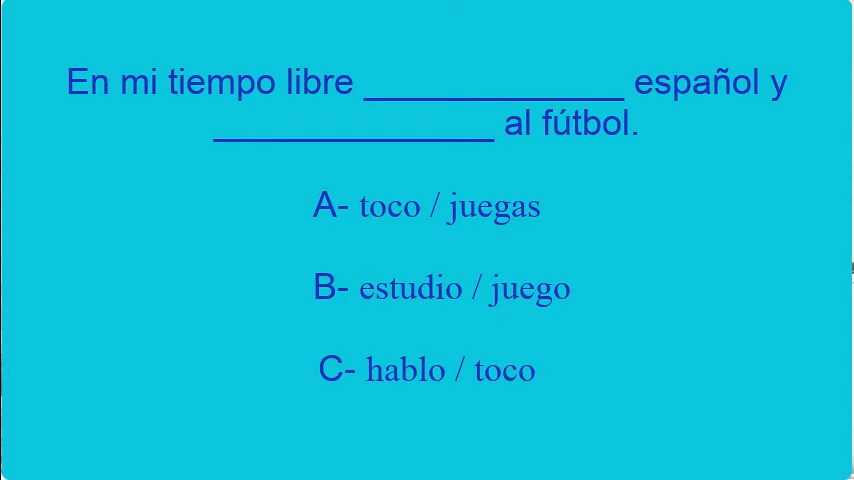 En mi tiempo libre _____________ español y
______________ al fútbol.
A- toco / juegas
B- estudio / juego
C- hablo / toco